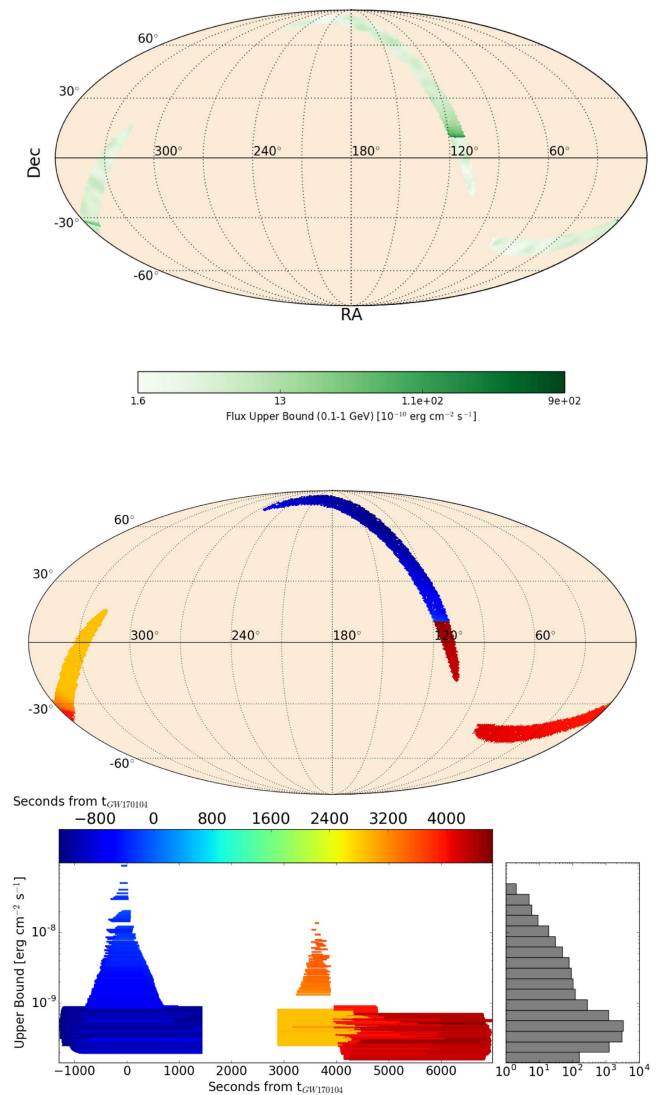 60°
30°
Dec
300° 240° 180° 120° 60°
-30°
-60°
RA
1.6 13 1.1e+02 9e+02
Flux Upper Bound (0.1-1 GeV) [10⁻¹⁰ erg cm⁻² s⁻¹]
60°
30°
300° 240° 180° 120° 60°
-30°
-60°
Seconds from t_GW170104
−800 0 800 1600 2400 3200 4000
Upper Bound [erg cm⁻² s⁻¹]
10⁻⁸
10⁻⁹
−1000 0 1000 2000 3000 4000 5000 6000
10⁰ 10¹ 10² 10³ 10⁴
Seconds from t_GW170104